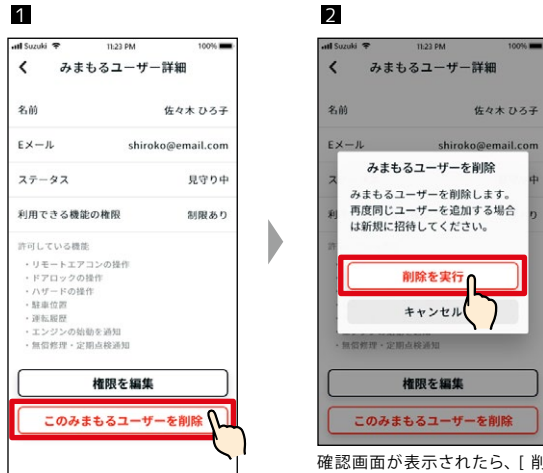 1
Suzuki 11:23 PM 100%
みまもるユーザー詳細
名前 佐々木 ひろ子
Eメール shiroko@email.com
ステータス 見守り中
利用できる機能の権限 制限あり
許可している機能
・リモートエアコンの操作
・ドアロックの操作
・ハザードの操作
・駐車位置
・運転履歴
・エンジンの始動を通知
・無償修理・定期点検通知
権限を編集
このみまもるユーザーを削除
2
Suzuki 11:23 PM 100%
みまもるユーザー詳細
名前 佐々木 ひろ子
Eメール shiroko@email.com
みまもるユーザーを削除
みまもるユーザーを削除します。
再度同じユーザーを追加する場合
は新規に招待してください。
削除を実行
キャンセル
・無償修理・定期点検通知
権限を編集
このみまもるユーザーを削除
確認画面が表示されたら、[ 削